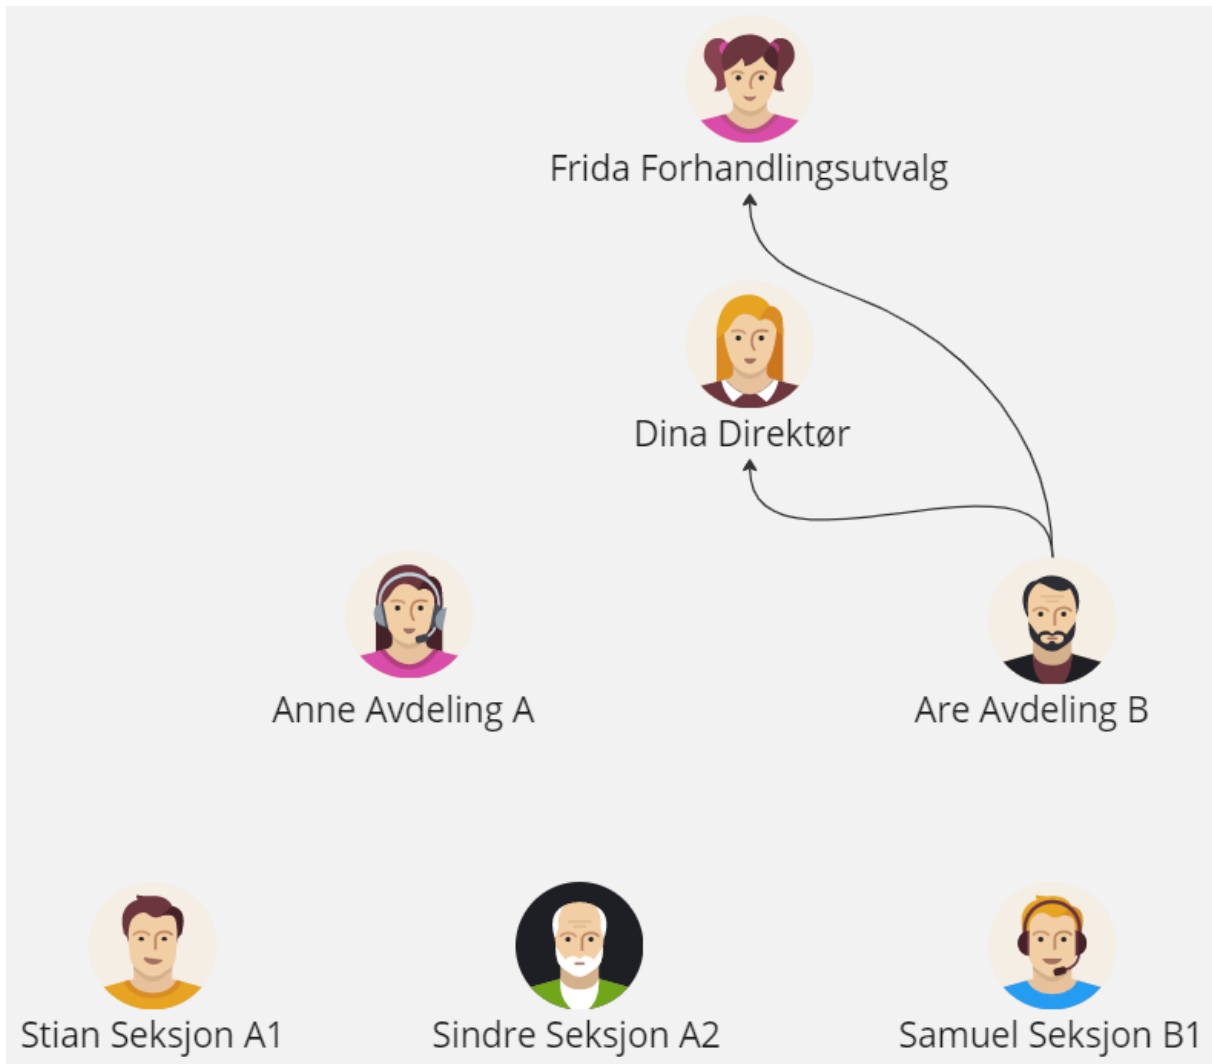 Frida Forhandlingsutvalg
Dina Direktør
Anne Avdeling A
Are Avdeling B
Stian Seksjon A1
Sindre Seksjon A2
Samuel Seksjon B1